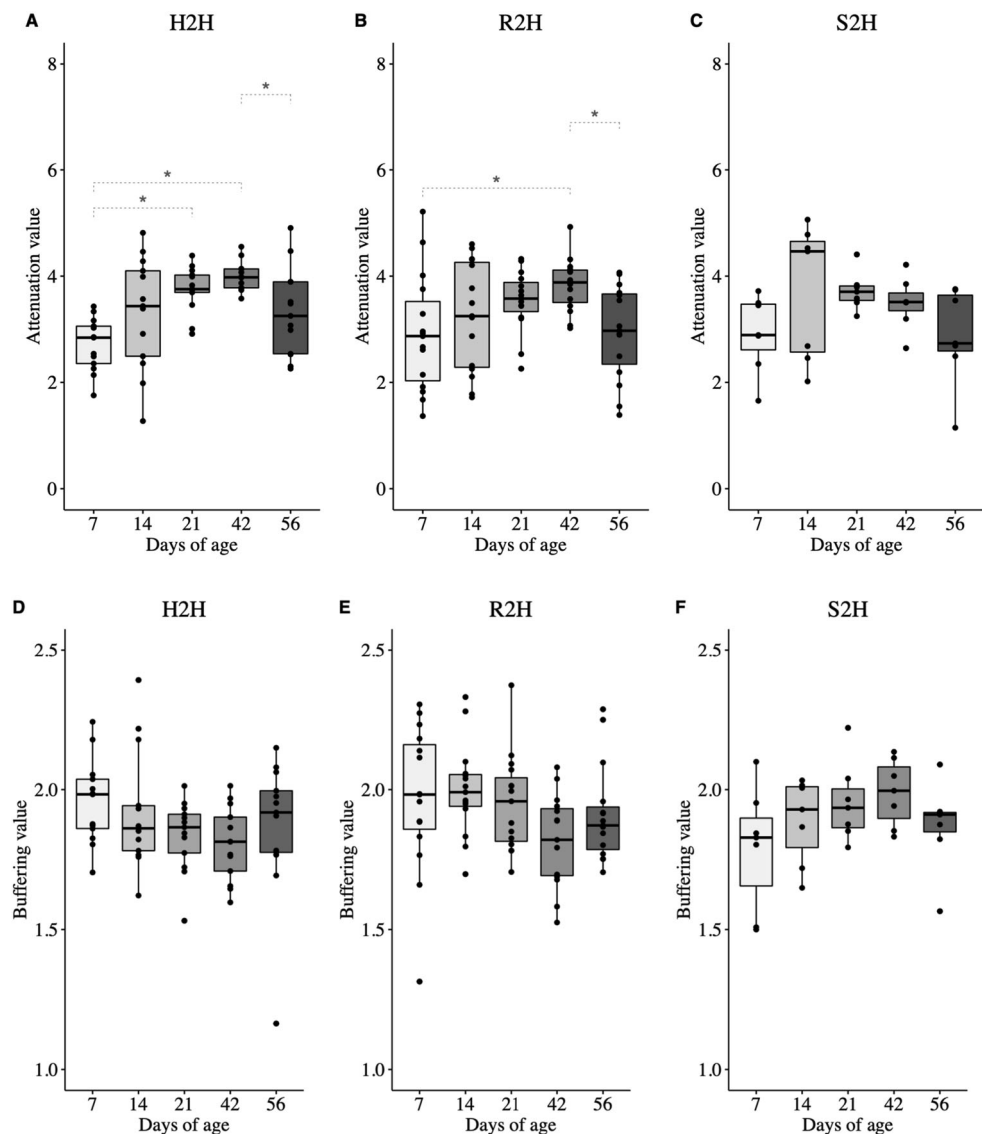 A H2H
B R2H
C S2H
Attenuation value
8
6
4
2
0
* * *
7 14 21 42 56
Days of age
Attenuation value
8
6
4
2
0
* *
7 14 21 42 56
Days of age
Attenuation value
8
6
4
2
0
7 14 21 42 56
Days of age
D H2H
E R2H
F S2H
Buffering value
2.5
2.0
1.5
1.0
7 14 21 42 56
Days of age
Buffering value
2.5
2.0
1.5
1.0
7 14 21 42 56
Days of age
Buffering value
2.5
2.0
1.5
1.0
7 14 21 42 56
Days of age